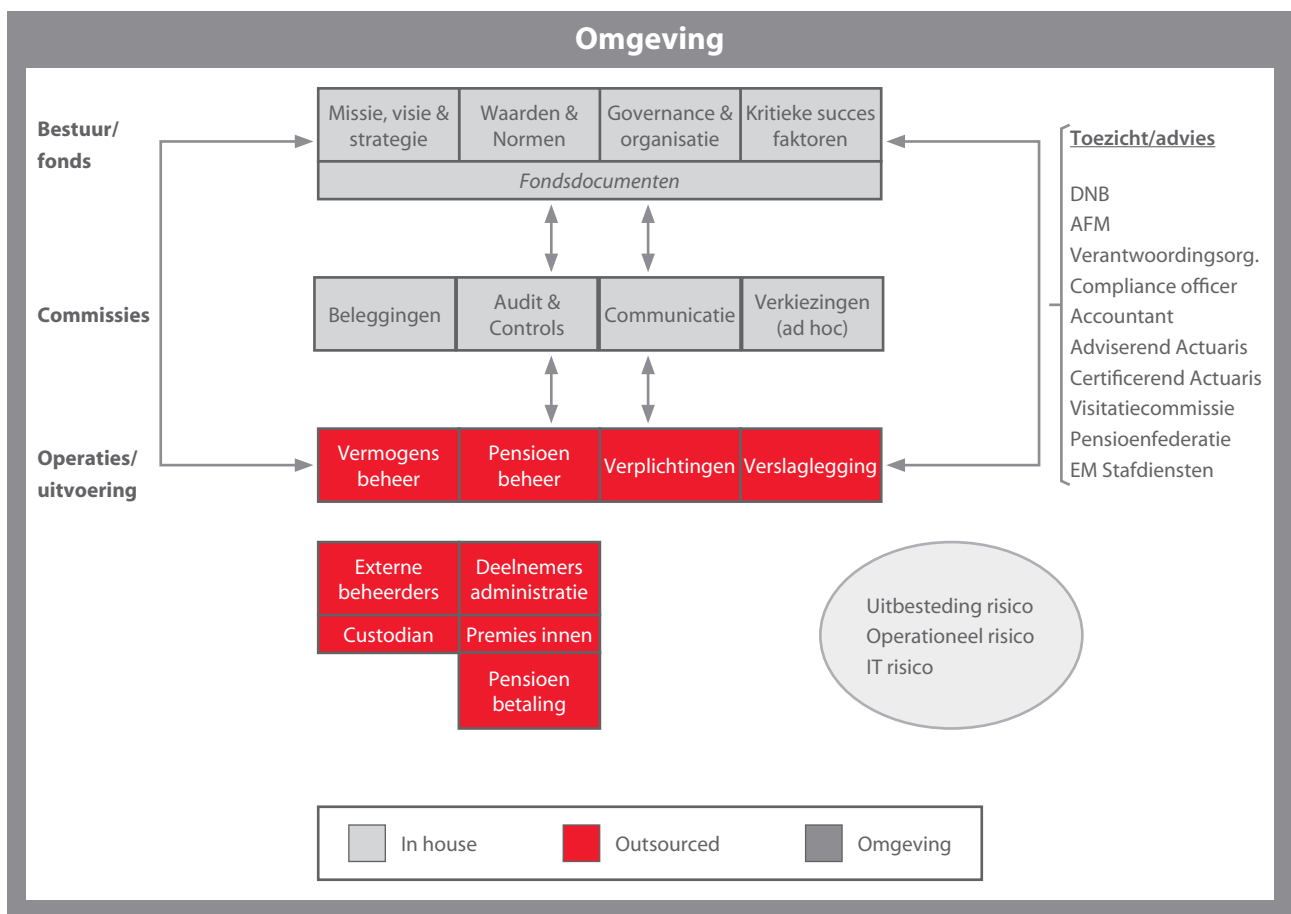 Omgeving
Bestuur/
fonds
Missie, visie &
strategie
Waarden &
Normen
Governance &
organisatie
Kritieke succes
faktoren
Fondsdocumenten
Commissies
Beleggingen
Audit &
Controls
Communicatie
Verkiezingen
(ad hoc)
Operaties/
uitvoering
Vermogens
beheer
Pensioen
beheer
Verplichtingen
Verslaglegging
Externe
beheerders
Deelnemers
administratie
Custodian
Premies innen
Pensioen
betaling
Toezicht/advies
DNB
AFM
Verantwoordingsorg.
Compliance officer
Accountant
Adviserend Actuaris
Certificerend Actuaris
Visitatiecommissie
Pensioenfederatie
EM Stafdiensten
Uitbesteding risico
Operationeel risico
IT risico
In house
Outsourced
Omgeving